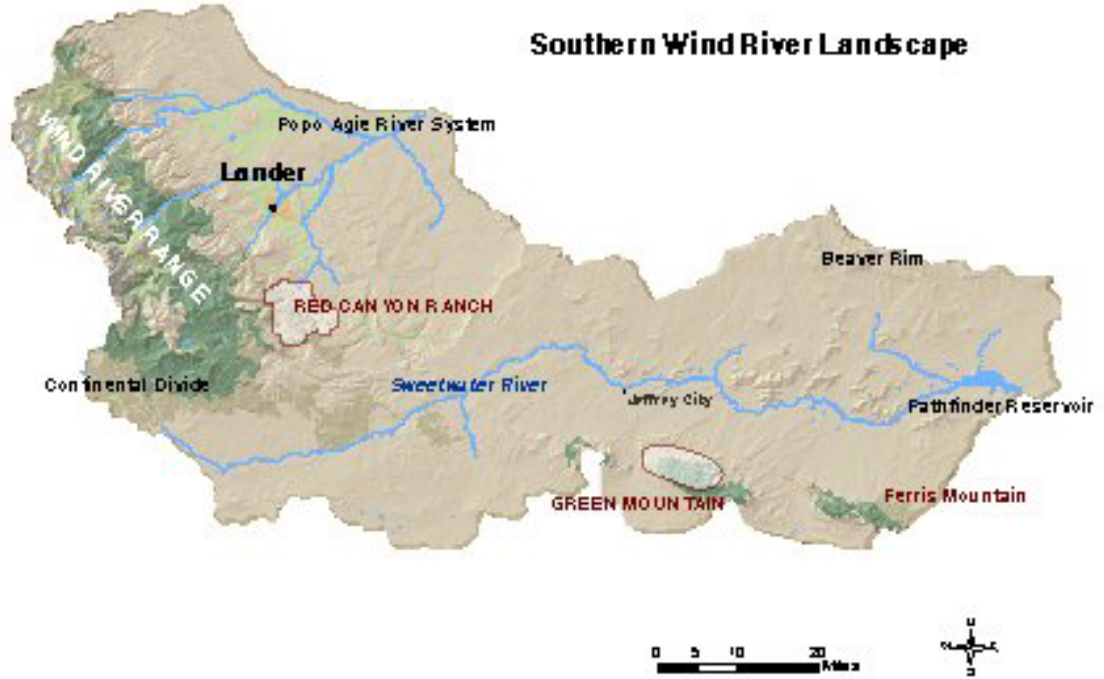 Southern Wind River Landscape
Popo Agie River System
WIND RIVER RANGE
Lander
Beaver Rim
RED CANYON RANCH
Continental Divide
Sweetwater River
Jeffrey City
Pathfinder Reservoir
GREEN MOUNTAIN
Ferris Mountain
N
S
0 5 10 20
Miles